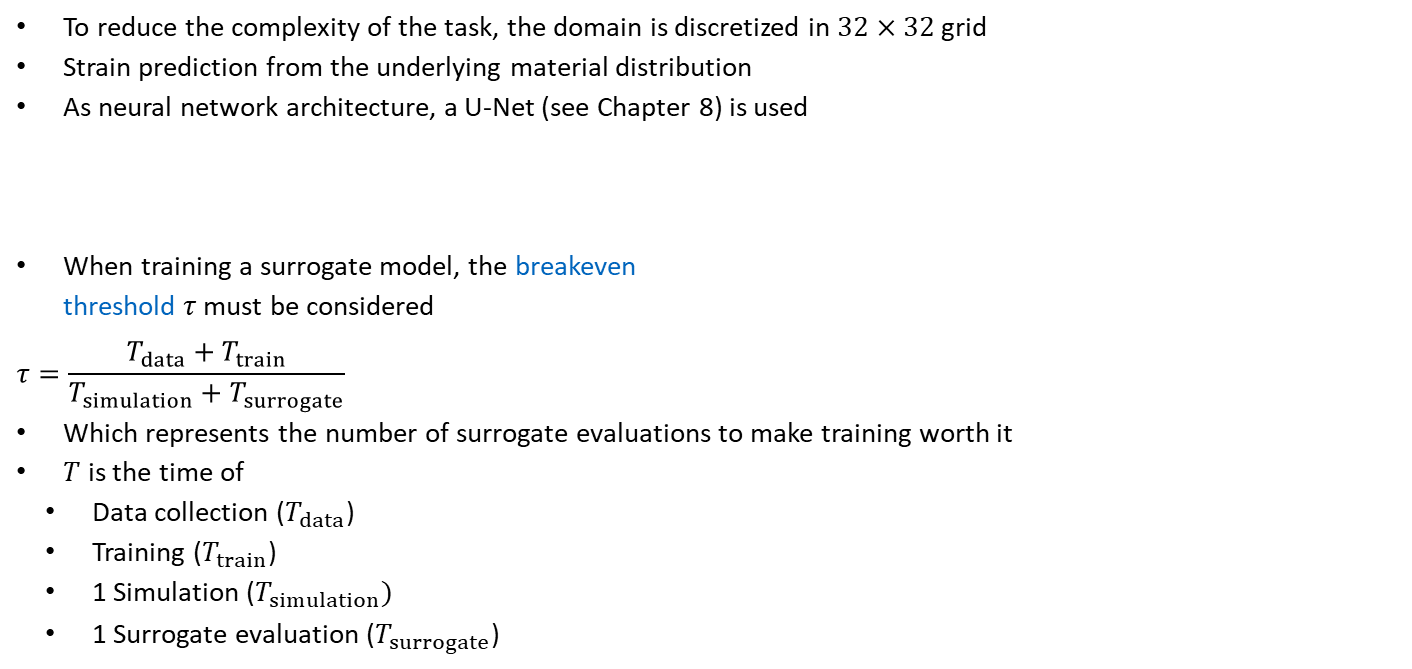 • To reduce the complexity of the task, the domain is discretized in 32 × 32 grid
• Strain prediction from the underlying material distribution
• As neural network architecture, a U-Net (see Chapter 8) is used
• When training a surrogate model, the breakeven
threshold τ must be considered
τ = (T_data + T_train) / (T_simulation + T_surrogate)
• Which represents the number of surrogate evaluations to make training worth it
• T is the time of
• Data collection (T_data)
• Training (T_train)
• 1 Simulation (T_simulation)
• 1 Surrogate evaluation (T_surrogate)